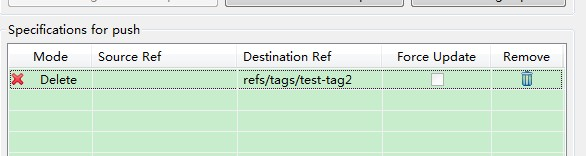 Specifications for push
Mode Source Ref Destination Ref Force Update Remove
Delete refs/tags/test-tag2